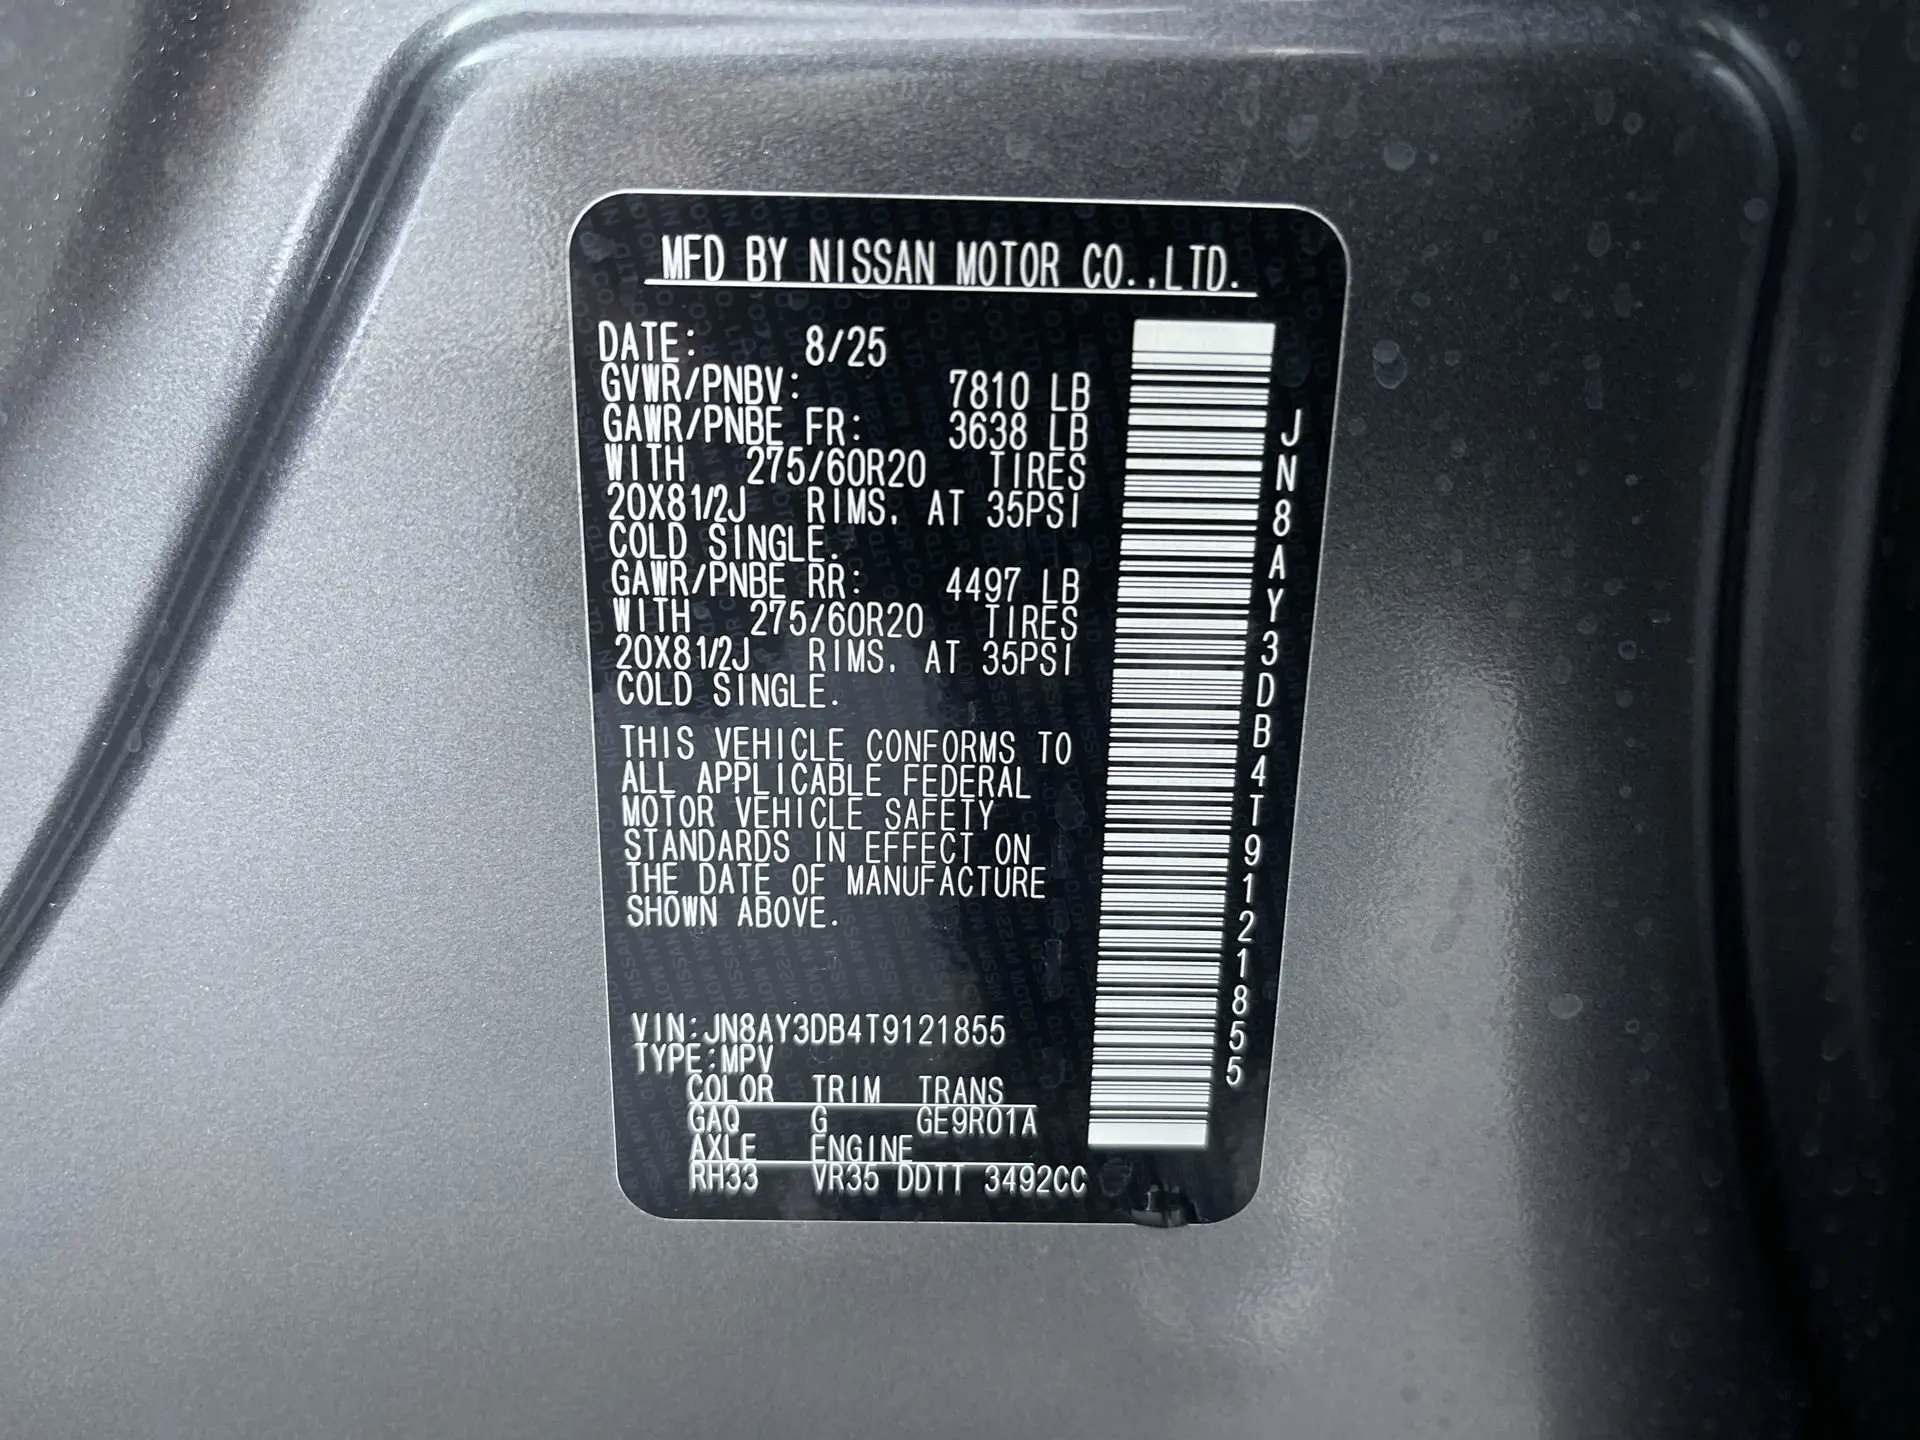 MFD BY NISSAN MOTOR CO.,LTD.
DATE: 8/25
GVWR/PNBV: 7810 LB
GAWR/PNBE FR: 3638 LB
WITH 275/60R20 TIRES
20X81/2J RIMS. AT 35PSI
COLD SINGLE.
GAWR/PNBE RR: 4497 LB
WITH 275/60R20 TIRES
20X81/2J RIMS. AT 35PSI
COLD SINGLE.
THIS VEHICLE CONFORMS TO
ALL APPLICABLE FEDERAL
MOTOR VEHICLE SAFETY
STANDARDS IN EFFECT ON
THE DATE OF MANUFACTURE
SHOWN ABOVE.
VIN:JN8AY3DB4T9121855
TYPE:MPV
COLOR TRIM TRANS
GAQ G GE9R01A
AXLE ENGINE
RH33 VR35 DDTT 3492CC
JN8AY3DB4T9121855